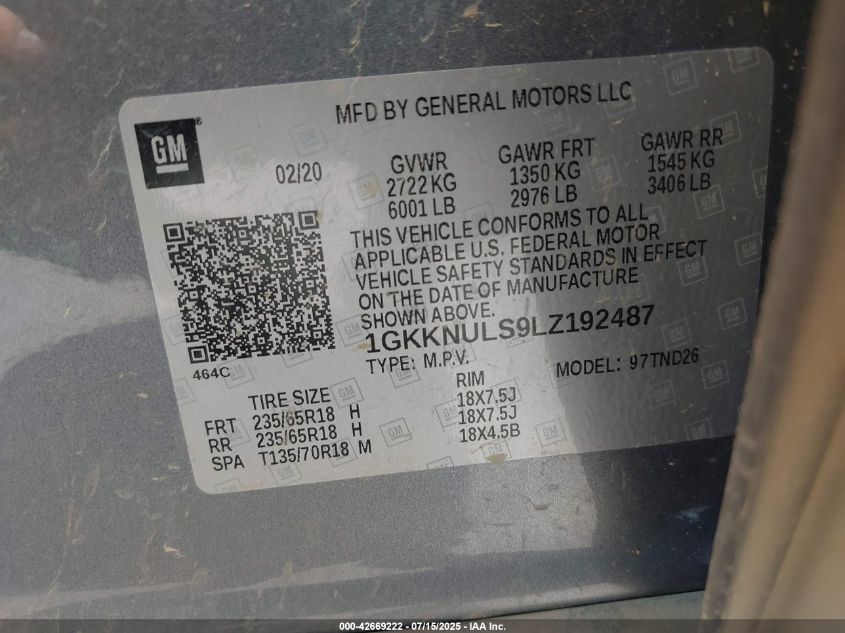 MFD BY GENERAL MOTORS LLC
GM®
02/20
GVWR
2722 KG
6001 LB
GAWR FRT
1350 KG
2976 LB
GAWR RR
1545 KG
3406 LB
THIS VEHICLE CONFORMS TO ALL
APPLICABLE U.S. FEDERAL MOTOR
VEHICLE SAFETY STANDARDS IN EFFECT
ON THE DATE OF MANUFACTURE
SHOWN ABOVE.
1GKKNULS9LZ192487
TYPE: M.P.V.
MODEL: 97TND26
464C
TIRE SIZE RIM
FRT 235/65R18 H 18X7.5J
RR 235/65R18 H 18X7.5J
SPA T135/70R18 M 18X4.5B
000-42669222 - 07/15/2025 - IAA Inc.